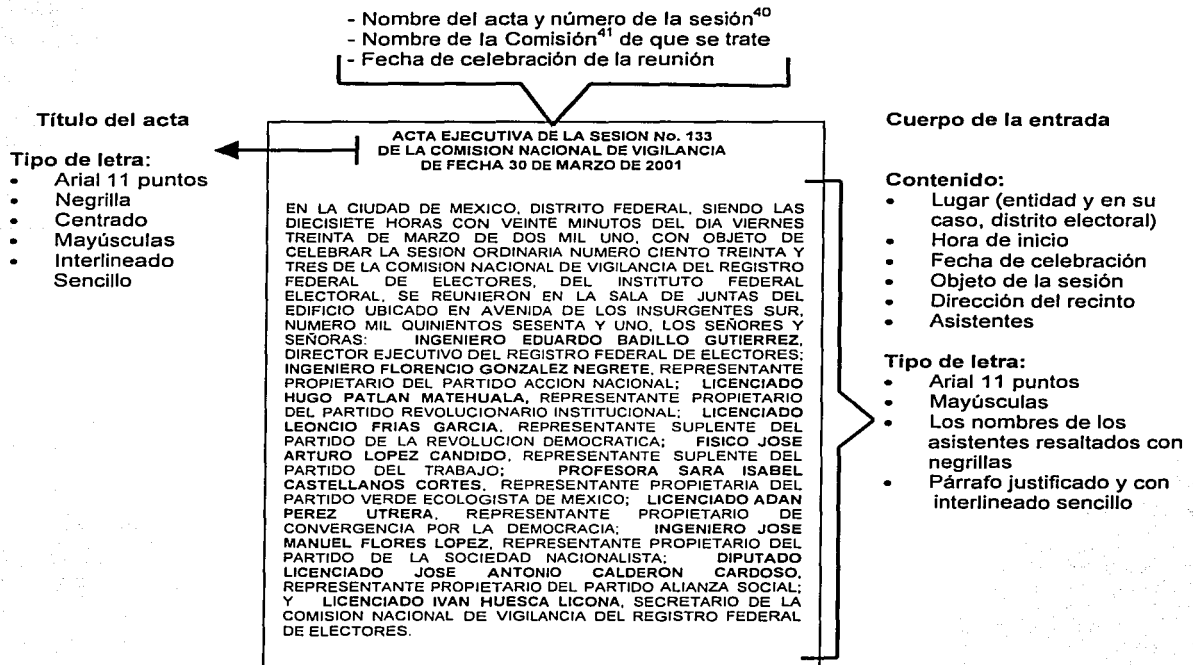 - Nombre del acta y número de la sesión40
- Nombre de la Comisión41 de que se trate
- Fecha de celebración de la reunión
Título del acta
Tipo de letra:
• Arial 11 puntos
• Negrilla
• Centrado
• Mayúsculas
• Interlineado
Sencillo
ACTA EJECUTIVA DE LA SESION No. 133
DE LA COMISION NACIONAL DE VIGILANCIA
DE FECHA 30 DE MARZO DE 2001
EN LA CIUDAD DE MEXICO, DISTRITO FEDERAL, SIENDO LAS
DIECISIETE HORAS CON VEINTE MINUTOS DEL DIA VIERNES
TREINTA DE MARZO DE DOS MIL UNO, CON OBJETO DE
CELEBRAR LA SESION ORDINARIA NUMERO CIENTO TREINTA Y
TRES DE LA COMISION NACIONAL DE VIGILANCIA DEL REGISTRO
FEDERAL DE ELECTORES, DEL INSTITUTO FEDERAL
ELECTORAL, SE REUNIERON EN LA SALA DE JUNTAS DEL
EDIFICIO UBICADO EN AVENIDA DE LOS INSURGENTES SUR,
NUMERO MIL QUINIENTOS SESENTA Y UNO, LOS SEÑORES Y
SEÑORAS: INGENIERO EDUARDO BADILLO GUTIERREZ,
DIRECTOR EJECUTIVO DEL REGISTRO FEDERAL DE ELECTORES;
INGENIERO FLORENCIO GONZALEZ NEGRETE, REPRESENTANTE
PROPIETARIO DEL PARTIDO ACCION NACIONAL; LICENCIADO
HUGO PATLAN MATEHUALA, REPRESENTANTE PROPIETARIO
DEL PARTIDO REVOLUCIONARIO INSTITUCIONAL; LICENCIADO
LEONCIO FRIAS GARCIA, REPRESENTANTE SUPLENTE DEL
PARTIDO DE LA REVOLUCION DEMOCRATICA; FISICO JOSE
ARTURO LOPEZ CANDIDO, REPRESENTANTE SUPLENTE DEL
PARTIDO DEL TRABAJO; PROFESORA SARA ISABEL
CASTELLANOS CORTES, REPRESENTANTE PROPIETARIA DEL
PARTIDO VERDE ECOLOGISTA DE MEXICO; LICENCIADO ADAN
PEREZ UTRERA, REPRESENTANTE PROPIETARIO DE
CONVERGENCIA POR LA DEMOCRACIA; INGENIERO JOSE
MANUEL FLORES LOPEZ, REPRESENTANTE PROPIETARIO DEL
PARTIDO DE LA SOCIEDAD NACIONALISTA; DIPUTADO
LICENCIADO JOSE ANTONIO CALDERON CARDOSO,
REPRESENTANTE PROPIETARIO DEL PARTIDO ALIANZA SOCIAL;
Y LICENCIADO IVAN HUESCA LICONA, SECRETARIO DE LA
COMISION NACIONAL DE VIGILANCIA DEL REGISTRO FEDERAL
DE ELECTORES.
Cuerpo de la entrada
Contenido:
• Lugar (entidad y en su
caso, distrito electoral)
• Hora de inicio
• Fecha de celebración
• Objeto de la sesión
• Dirección del recinto
• Asistentes
Tipo de letra:
• Arial 11 puntos
• Mayúsculas
• Los nombres de los
asistentes resaltados con
negrillas
• Párrafo justificado y con
interlineado sencillo